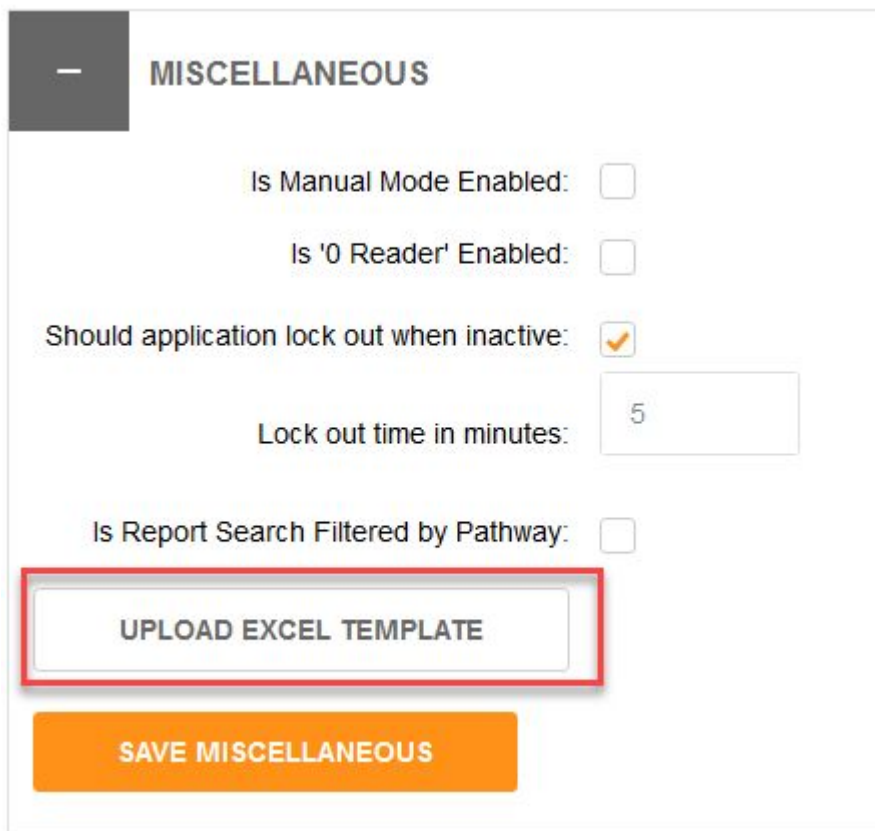 MISCELLANEOUS
Is Manual Mode Enabled:
Is '0 Reader' Enabled:
Should application lock out when inactive:
Lock out time in minutes: 5
Is Report Search Filtered by Pathway:
UPLOAD EXCEL TEMPLATE
SAVE MISCELLANEOUS